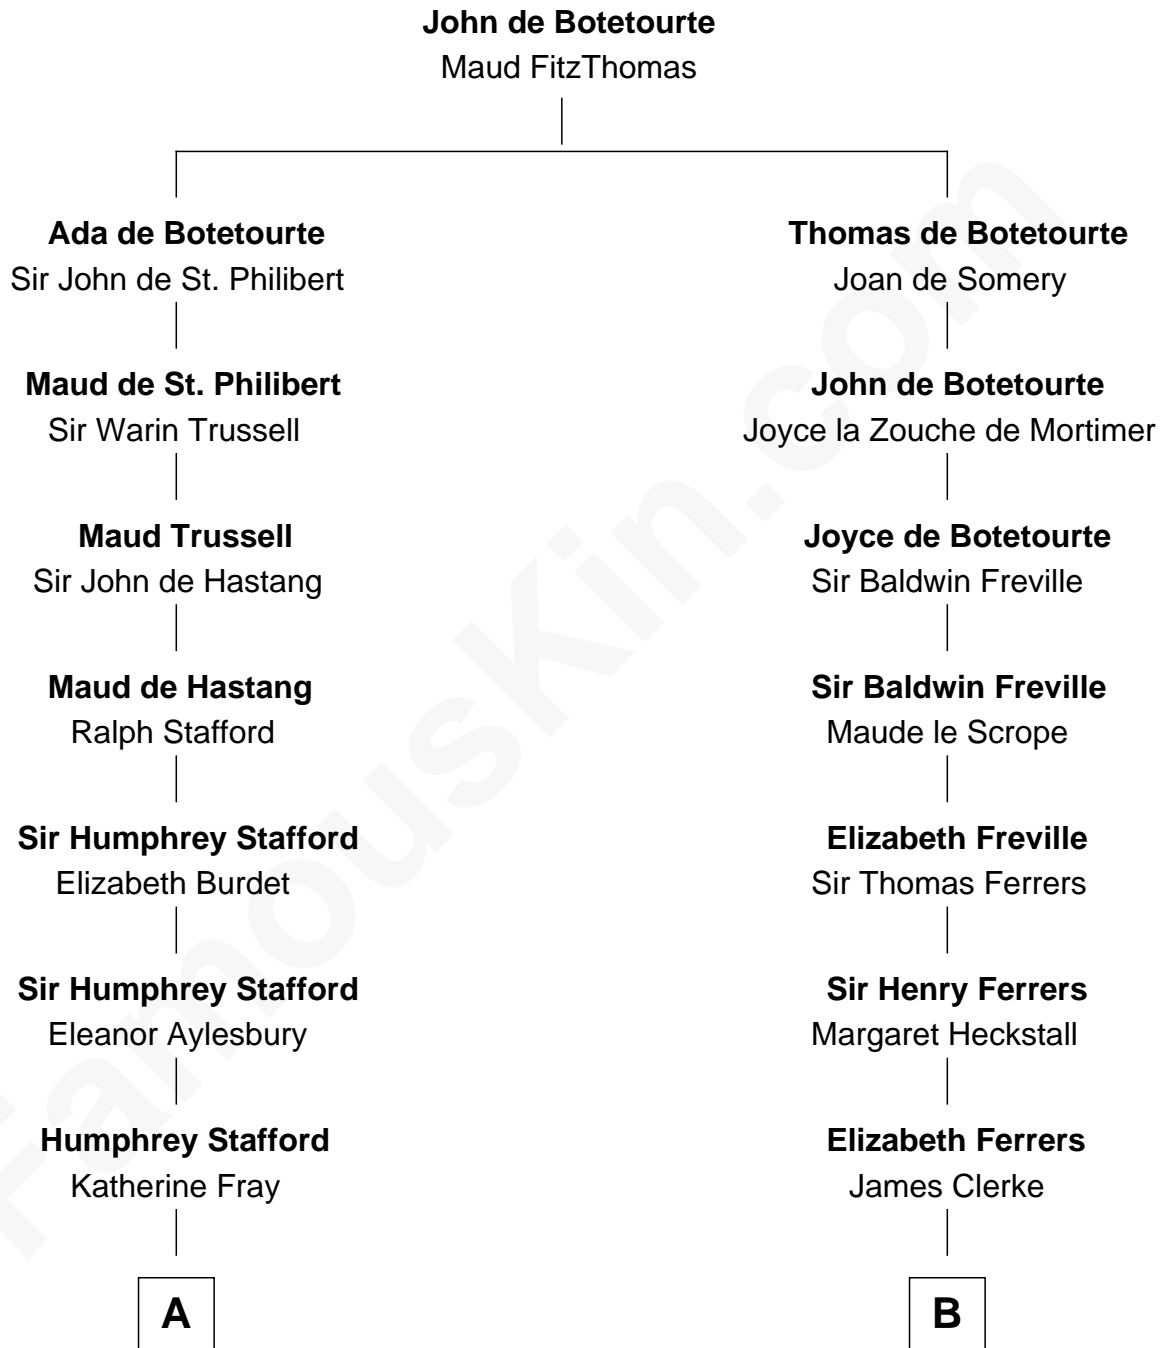 John de Botetourte
Maud FitzThomas
Ada de Botetourte
Sir John de St. Philibert
Maud de St. Philibert
Sir Warin Trussell
Maud Trussell
Sir John de Hastang
Maud de Hastang
Ralph Stafford
Sir Humphrey Stafford
Elizabeth Burdet
Sir Humphrey Stafford
Eleanor Aylesbury
Humphrey Stafford
Katherine Fray
A
Thomas de Botetourte
Joan de Somery
John de Botetourte
Joyce la Zouche de Mortimer
Joyce de Botetourte
Sir Baldwin Freville
Sir Baldwin Freville
Maude le Scrope
Elizabeth Freville
Sir Thomas Ferrers
Sir Henry Ferrers
Margaret Heckstall
Elizabeth Ferrers
James Clerke
B
FamousKin.com